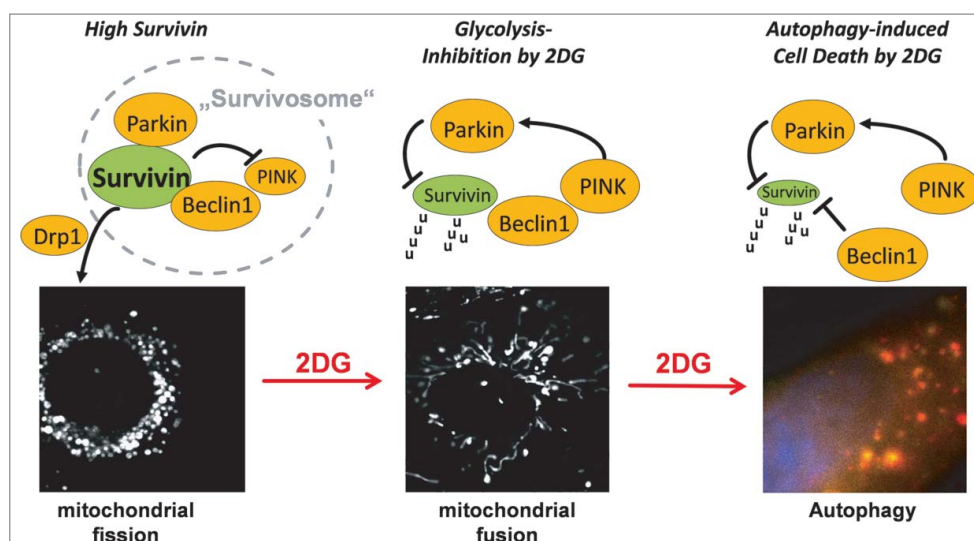 High Survivin
„Survivosome“
Parkin
Survivin
PINK
Beclin1
Drp1
mitochondrial
fission
2DG
Glycolysis-
Inhibition by 2DG
Parkin
Survivin
PINK
Beclin1
u
u
u
u
u
u
u
mitochondrial
fusion
2DG
Autophagy-induced
Cell Death by 2DG
Parkin
Survivin
PINK
Beclin1
u
u
u
u
u
u
u
Autophagy